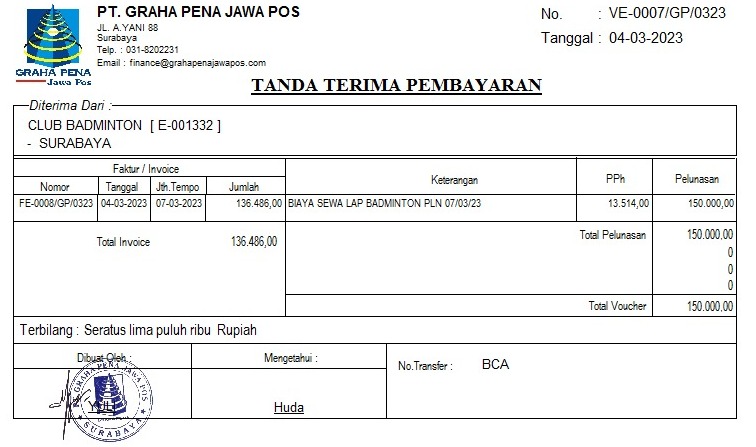 PT. GRAHA PENA JAWA POS
JL. A.YANI 88
Surabaya
Telp. : 031-8202231
Email : finance@grahapenajawapos.com
GRAHA PENA
Jawa Pos
No. : VE-0007/GP/0323
Tanggal : 04-03-2023
TANDA TERIMA PEMBAYARAN
Diterima Dari :
CLUB BADMINTON [ E-001332 ]
- SURABAYA
Faktur / Invoice Keterangan PPh Pelunasan
Nomor Tanggal Jth.Tempo Jumlah
FE-0008/GP/0323 04-03-2023 07-03-2023 136.486,00 BIAYA SEWA LAP BADMINTON PLN 07/03/23 13.514,00 150.000,00
Total Invoice 136.486,00 Total Pelunasan 150.000,00
0
0
0
Total Voucher 150.000,00
Terbilang : Seratus lima puluh ribu Rupiah
Dibuat Oleh : Mengetahui : No.Transfer : BCA
GRAHA PENA JAWA POS
SURABAYA
Huda